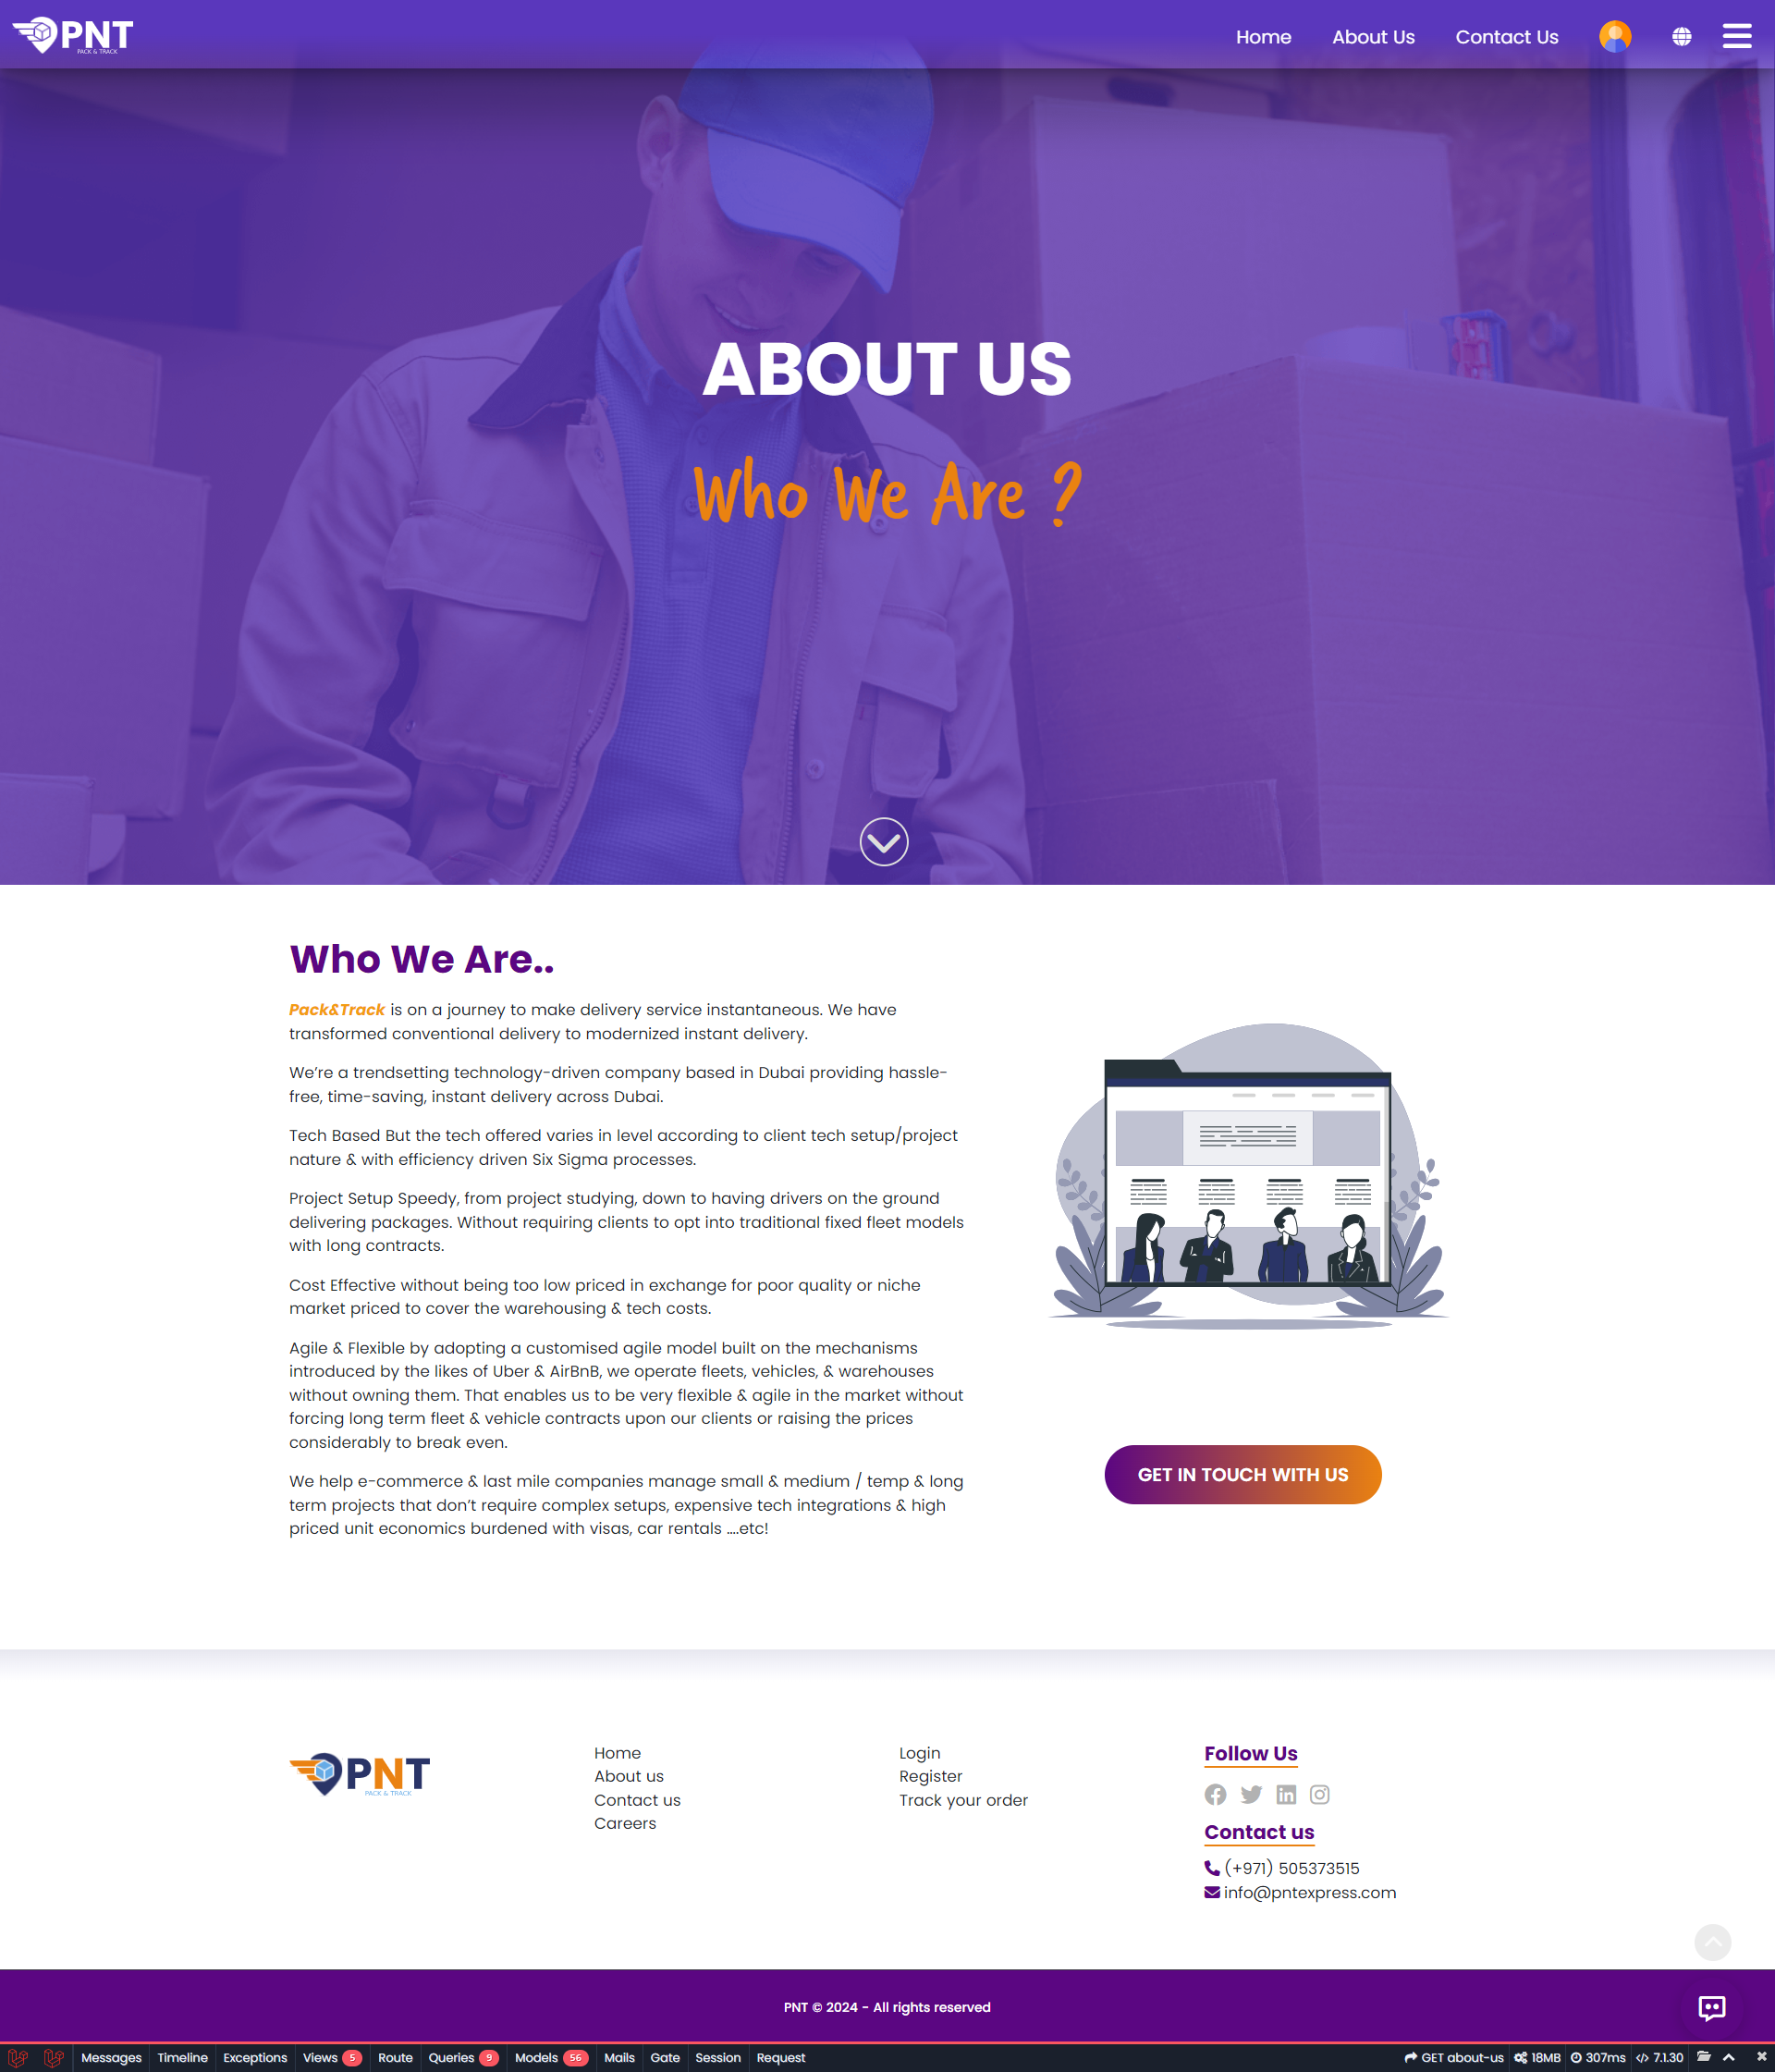 PNT
PACK & TRACK
Home
About Us
Contact Us
ABOUT US
Who We Are ?
Who We Are..
Pack&Track is on a journey to make delivery service instantaneous. We have
transformed conventional delivery to modernized instant delivery.
We're a trendsetting technology-driven company based in Dubai providing hassle-
free, time-saving, instant delivery across Dubai.
Tech Based But the tech offered varies in level according to client tech setup/project
nature & with efficiency driven Six Sigma processes.
Project Setup Speedy, from project studying, down to having drivers on the ground
delivering packages. Without requiring clients to opt into traditional fixed fleet models
with long contracts.
Cost Effective without being too low priced in exchange for poor quality or niche
market priced to cover the warehousing & tech costs.
Agile & Flexible by adopting a customised agile model built on the mechanisms
introduced by the likes of Uber & AirBnB, we operate fleets, vehicles, & warehouses
without owning them. That enables us to be very flexible & agile in the market without
forcing long term fleet & vehicle contracts upon our clients or raising the prices
considerably to break even.
We help e-commerce & last mile companies manage small & medium / temp & long
term projects that don't require complex setups, expensive tech integrations & high
priced unit economics burdened with visas, car rentals ....etc!
GET IN TOUCH WITH US
PNT
PACK & TRACK
Home
About us
Contact us
Careers
Login
Register
Track your order
Follow Us
Contact us
(+971) 505373515
info@pntexpress.com
PNT © 2024 - All rights reserved
Messages Timeline Exceptions Views 5 Route Queries 9 Models 56 Mails Gate Session Request GET about-us 18MB 307ms 7.1.30